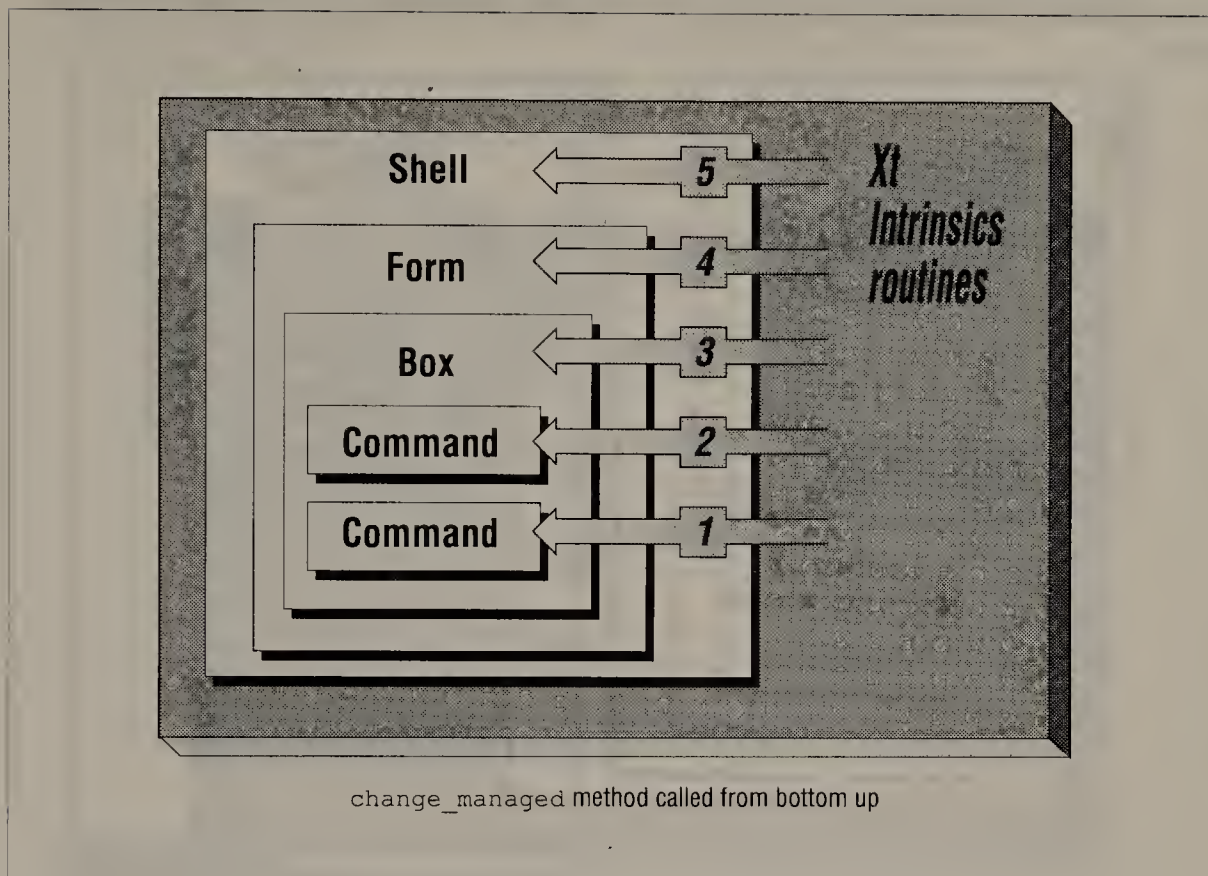 Shell
5
Xt
Intrinsics
routines
Form
4
Box
3
Command
2
Command
1
change_managed method called from bottom up